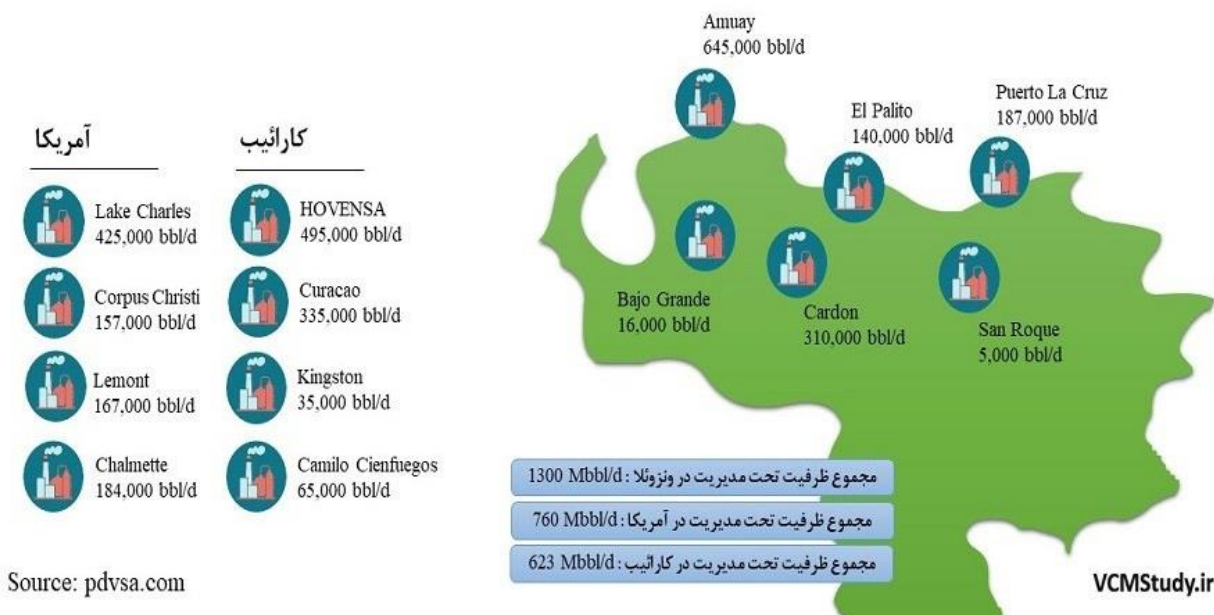 آمریکا
Lake Charles
425,000 bbl/d
Corpus Christi
157,000 bbl/d
Lemont
167,000 bbl/d
Chalmette
184,000 bbl/d
کارائیب
HOVENSA
495,000 bbl/d
Curacao
335,000 bbl/d
Kingston
35,000 bbl/d
Camilo Cienfuegos
65,000 bbl/d
Amuay
645,000 bbl/d
El Palito
140,000 bbl/d
Puerto La Cruz
187,000 bbl/d
Bajo Grande
16,000 bbl/d
Cardon
310,000 bbl/d
San Roque
5,000 bbl/d
مجموع ظرفیت تحت مدیریت در ونزوئلا : 1300 Mbbl/d
مجموع ظرفیت تحت مدیریت در آمریکا : 760 Mbbl/d
مجموع ظرفیت تحت مدیریت در کارائیب : 623 Mbbl/d
Source: pdvsa.com
VCMStudy.ir